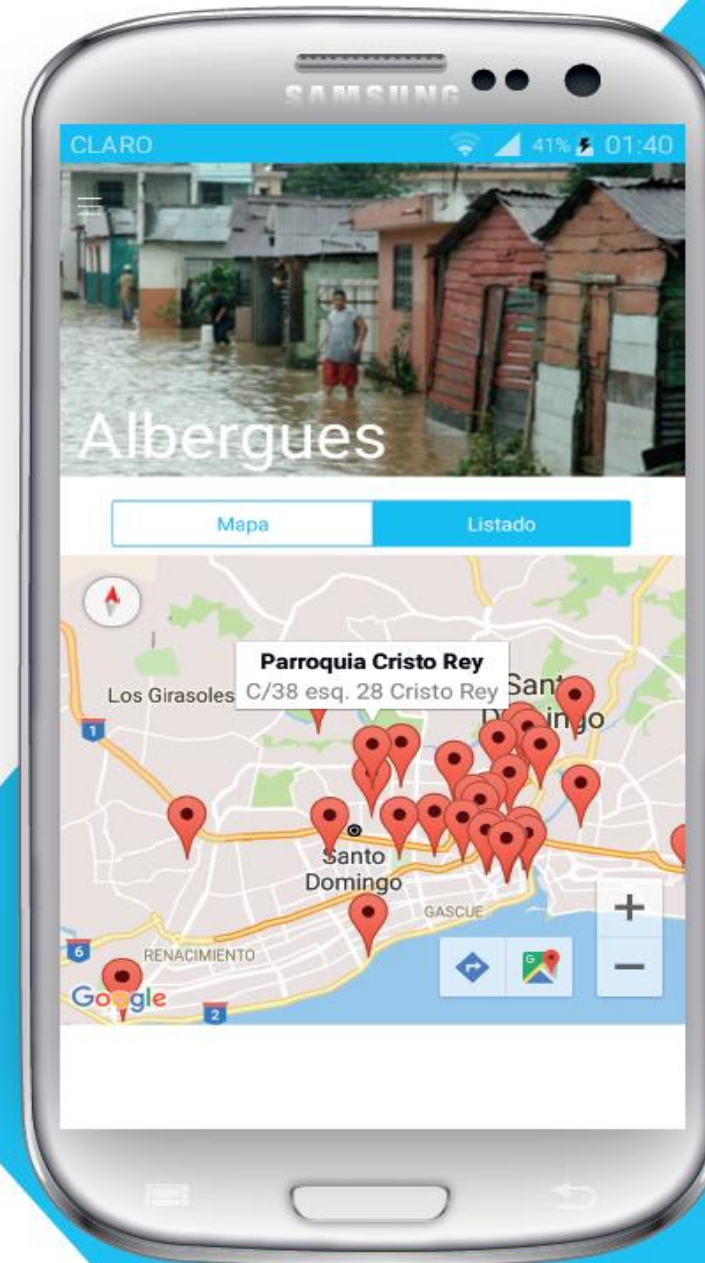 SAMSUNG
CLARO 41% 01:40
Albergues
Mapa Listado
Parroquia Cristo Rey
C/38 esq. 28 Cristo Rey
Los Girasoles
Santo
Domingo
1
Santo
Domingo
GASCUE
6
RENACIMIENTO
Google
2